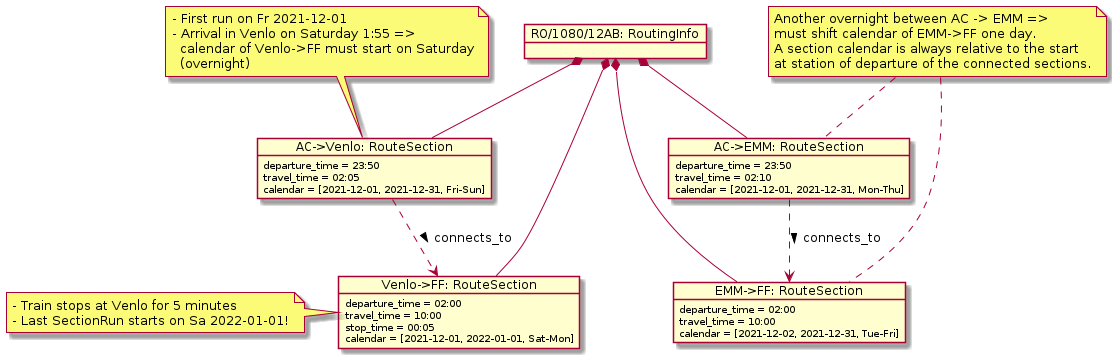 - First run on Fr 2021-12-01
- Arrival in Venlo on Saturday 1:55 =>
calendar of Venlo->FF must start on Saturday
(overnight)
R0/1080/12AB: RoutingInfo
Another overnight between AC -> EMM =>
must shift calendar of EMM->FF one day.
A section calendar is always relative to the start
at station of departure of the connected sections.
AC->Venlo: RouteSection
departure_time = 23:50
travel_time = 02:05
calendar = [2021-12-01, 2021-12-31, Fri-Sun]
AC->EMM: RouteSection
departure_time = 23:50
travel_time = 02:10
calendar = [2021-12-01, 2021-12-31, Mon-Thu]
connects_to
connects_to
- Train stops at Venlo for 5 minutes
- Last SectionRun starts on Sa 2022-01-01!
Venlo->FF: RouteSection
departure_time = 02:00
travel_time = 10:00
stop_time = 00:05
calendar = [2021-12-01, 2022-01-01, Sat-Mon]
EMM->FF: RouteSection
departure_time = 02:00
travel_time = 10:00
calendar = [2021-12-02, 2021-12-31, Tue-Fri]